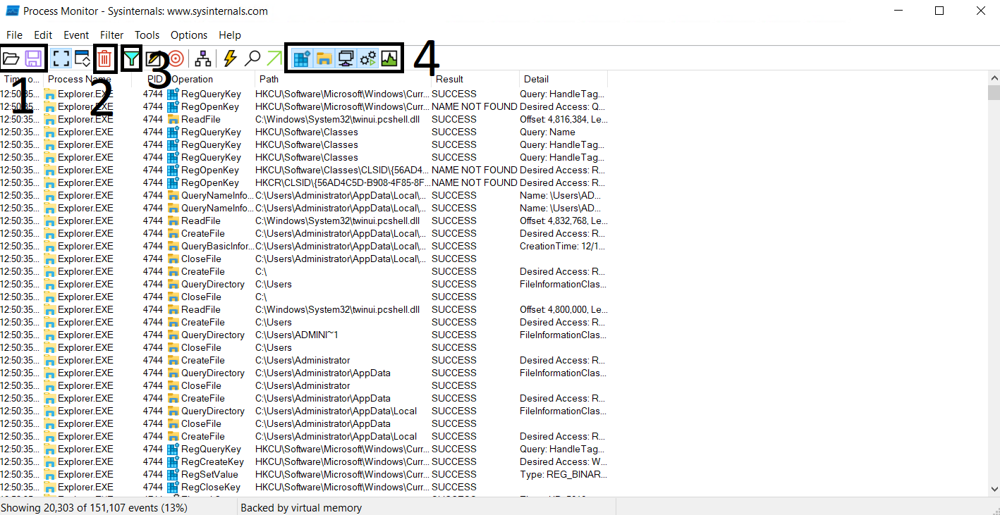 Process Monitor - Sysinternals: www.sysinternals.com
File Edit Event Filter Tools Options Help
1 2 3 4
Process Name PID Operation Path Result Detail
12:50:35... Explorer.EXE 4744 RegQueryKey HKCU\Software\Microsoft\Windows\Curr... SUCCESS Query: HandleTag...
12:50:35... Explorer.EXE 4744 RegOpenKey HKCU\Software\Microsoft\Windows\Curr... NAME NOT FOUND Desired Access: Q...
12:50:35... Explorer.EXE 4744 ReadFile C:\Windows\System32\twinui.pcshell.dll SUCCESS Offset: 4,816,384, Le...
12:50:35... Explorer.EXE 4744 RegQueryKey HKCU\Software\Classes SUCCESS Query: Name
12:50:35... Explorer.EXE 4744 RegQueryKey HKCU\Software\Classes SUCCESS Query: HandleTag...
12:50:35... Explorer.EXE 4744 RegQueryKey HKCU\Software\Classes SUCCESS Query: HandleTag...
12:50:35... Explorer.EXE 4744 RegOpenKey HKCU\Software\Classes\CLSID\{56AD4... NAME NOT FOUND Desired Access: R...
12:50:35... Explorer.EXE 4744 RegOpenKey HKCR\CLSID\{56AD4C5D-B908-4F85-8F... NAME NOT FOUND Desired Access: R...
12:50:35... Explorer.EXE 4744 QueryNameInfo... C:\Users\Administrator\AppData\Local\... SUCCESS Name: \Users\AD...
12:50:35... Explorer.EXE 4744 QueryNameInfo... C:\Users\Administrator\AppData\Local\... SUCCESS Name: \Users\AD...
12:50:35... Explorer.EXE 4744 ReadFile C:\Windows\System32\twinui.pcshell.dll SUCCESS Offset: 4,832,768, Le...
12:50:35... Explorer.EXE 4744 CreateFile C:\Users\Administrator\AppData\Local\... SUCCESS Desired Access: R...
12:50:35... Explorer.EXE 4744 QueryBasicInfor... C:\Users\Administrator\AppData\Local\... SUCCESS CreationTime: 12/1...
12:50:35... Explorer.EXE 4744 CloseFile C:\Users\Administrator\AppData\Local\... SUCCESS
12:50:35... Explorer.EXE 4744 CreateFile C:\ SUCCESS Desired Access: R...
12:50:35... Explorer.EXE 4744 QueryDirectory C:\Users SUCCESS FileInformationClas...
12:50:35... Explorer.EXE 4744 CloseFile C:\ SUCCESS
12:50:35... Explorer.EXE 4744 ReadFile C:\Windows\System32\twinui.pcshell.dll SUCCESS Offset: 4,800,000, Le...
12:50:35... Explorer.EXE 4744 CreateFile C:\Users SUCCESS Desired Access: R...
12:50:35... Explorer.EXE 4744 QueryDirectory C:\Users\ADMINI~1 SUCCESS FileInformationClas...
12:50:35... Explorer.EXE 4744 CloseFile C:\Users SUCCESS
12:50:35... Explorer.EXE 4744 CreateFile C:\Users\Administrator SUCCESS Desired Access: R...
12:50:35... Explorer.EXE 4744 QueryDirectory C:\Users\Administrator\AppData SUCCESS FileInformationClas...
12:50:35... Explorer.EXE 4744 CloseFile C:\Users\Administrator SUCCESS
12:50:35... Explorer.EXE 4744 CreateFile C:\Users\Administrator\AppData SUCCESS Desired Access: R...
12:50:35... Explorer.EXE 4744 QueryDirectory C:\Users\Administrator\AppData\Local SUCCESS FileInformationClas...
12:50:35... Explorer.EXE 4744 CloseFile C:\Users\Administrator\AppData SUCCESS
12:50:35... Explorer.EXE 4744 CreateFile C:\Users\Administrator\AppData\Local SUCCESS Desired Access: R...
12:50:35... Explorer.EXE 4744 RegQueryKey HKCU\Software\Microsoft\Windows\Curr... SUCCESS Query: HandleTag...
12:50:35... Explorer.EXE 4744 RegCreateKey HKCU\Software\Microsoft\Windows\Curr... SUCCESS Desired Access: W...
12:50:35... Explorer.EXE 4744 RegSetValue HKCU\Software\Microsoft\Windows\Curr... SUCCESS Type: REG_BINAR...
12:50:35... Explorer.EXE 4744 RegCloseKey HKCU\Software\Microsoft\Windows\Curr... SUCCESS
Showing 20,303 of 151,107 events (13%) Backed by virtual memory